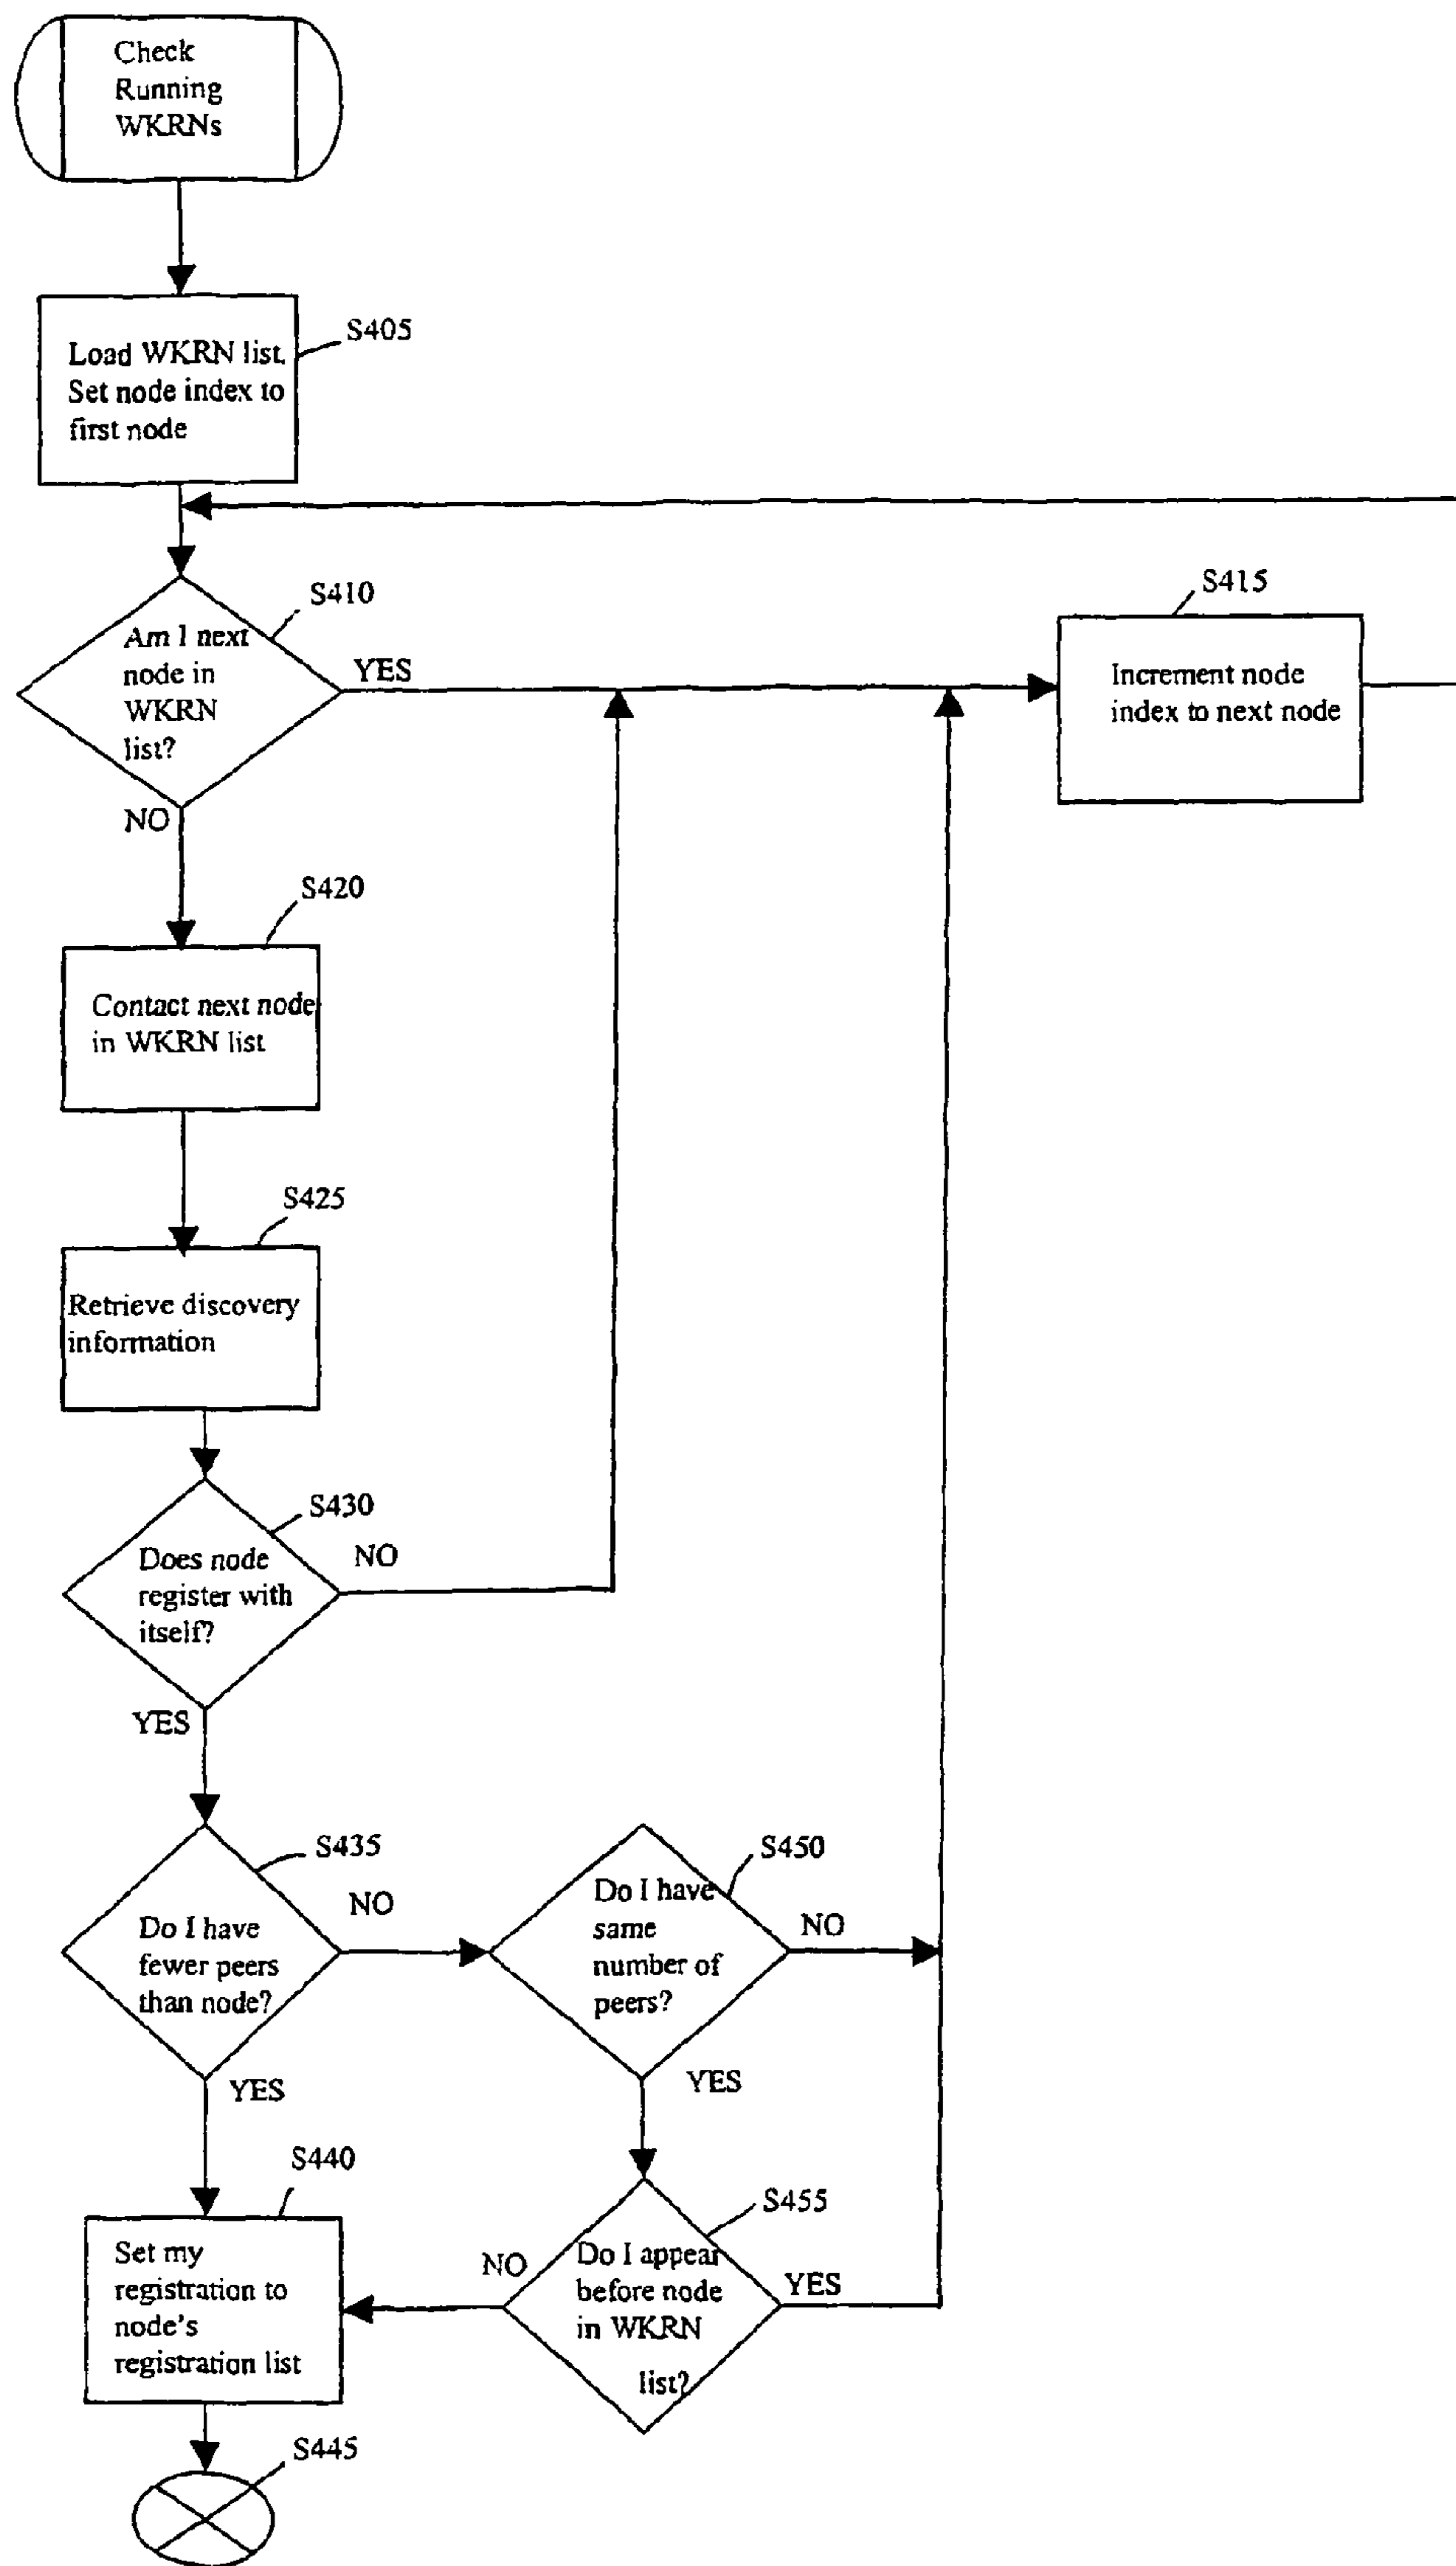 Check
Running
WKRNs
S405
Load WKRN list.
Set node index to
first node
S410
Am I next
node in
WKRN
list?
YES
NO
S415
Increment node
index to next node
S420
Contact next node
in WKRN list
S425
Retrieve discovery
information
S430
Does node
register with
itself?
NO
YES
S435
Do I have
fewer peers
than node?
NO
YES
S450
Do I have
same
number of
peers?
NO
YES
S440
Set my
registration to
node's
registration list
S455
Do I appear
before node
in WKRN
list?
NO
YES
S445